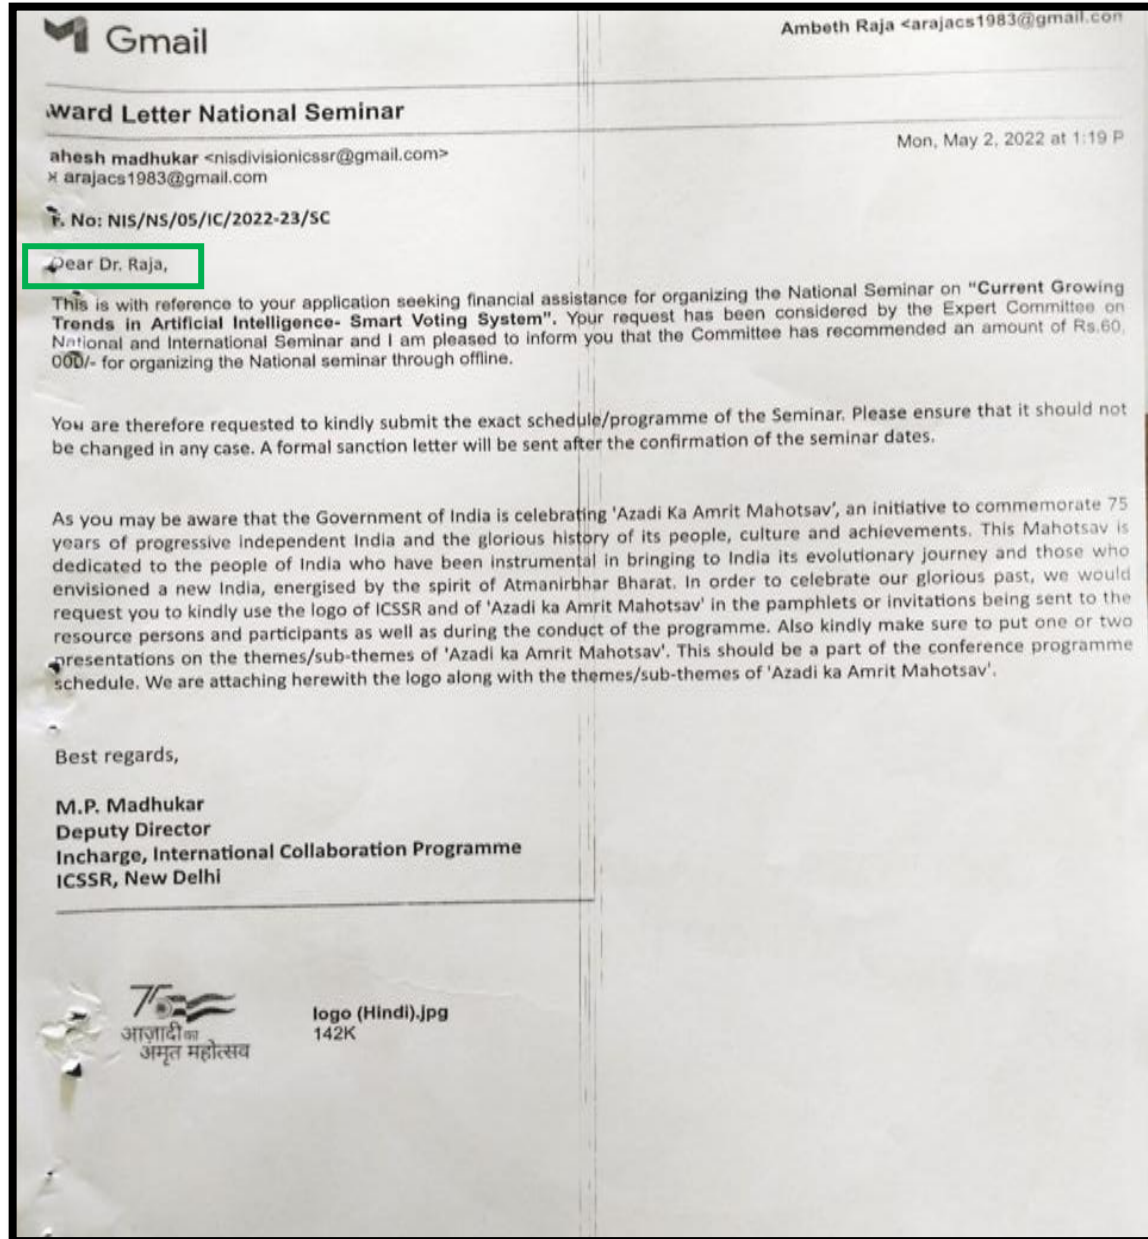 Gmail
Ambeth Raja <arajacs1983@gmail.con
ward Letter National Seminar
Mon, May 2, 2022 at 1:19 P
ahesh madhukar <nisdivisionicssr@gmail.com>
arajacs1983@gmail.com
F. No: NIS/NS/05/IC/2022-23/SC
Dear Dr. Raja,
This is with reference to your application seeking financial assistance for organizing the National Seminar on "Current Growing
Trends in Artificial Intelligence- Smart Voting System". Your request has been considered by the Expert Committee on
National and International Seminar and I am pleased to inform you that the Committee has recommended an amount of Rs.60,
000/- for organizing the National seminar through offline.
You are therefore requested to kindly submit the exact schedule/programme of the Seminar. Please ensure that it should not
be changed in any case. A formal sanction letter will be sent after the confirmation of the seminar dates.
As you may be aware that the Government of India is celebrating 'Azadi Ka Amrit Mahotsav', an initiative to commemorate 75
years of progressive independent India and the glorious history of its people, culture and achievements. This Mahotsav is
dedicated to the people of India who have been instrumental in bringing to India its evolutionary journey and those who
envisioned a new India, energised by the spirit of Atmanirbhar Bharat. In order to celebrate our glorious past, we would
request you to kindly use the logo of ICSSR and of 'Azadi ka Amrit Mahotsav' in the pamphlets or invitations being sent to the
resource persons and participants as well as during the conduct of the programme. Also kindly make sure to put one or two
presentations on the themes/sub-themes of 'Azadi ka Amrit Mahotsav'. This should be a part of the conference programme
schedule. We are attaching herewith the logo along with the themes/sub-themes of 'Azadi ka Amrit Mahotsav'.
Best regards,
M.P. Madhukar
Deputy Director
Incharge, International Collaboration Programme
ICSSR, New Delhi
75
आज़ादी का
अमृत महोत्सव
logo (Hindi).jpg
142K